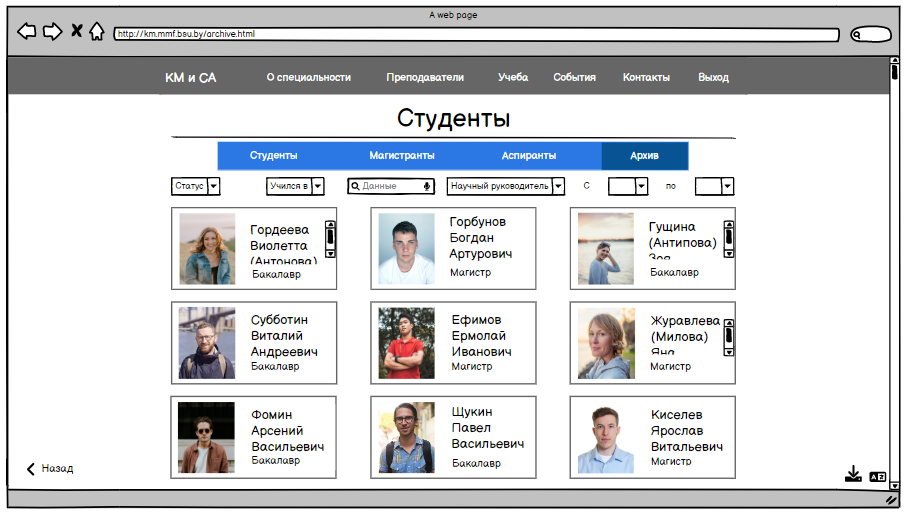 A web page
http://km.mmf.bsu.by/archive.html
КМ и СА О специальности Преподаватели Учеба События Контакты Выход
Студенты
Студенты Магистранты Аспиранты Архив
Статус Учился в Данные Научный руководитель С по
Гордеева
Виолетта
(Антонова)
Бакалавр
Горбунов
Богдан
Артурович
Магистр
Гущина
(Антипова)
Зоя
Бакалавр
Субботин
Виталий
Андреевич
Бакалавр
Ефимов
Ермолай
Иванович
Магистр
Журавлева
(Милова)
Яна
Магистр
Фомин
Арсений
Васильевич
Бакалавр
Щукин
Павел
Васильевич
Бакалавр
Киселев
Ярослав
Витальевич
Магистр
Назад